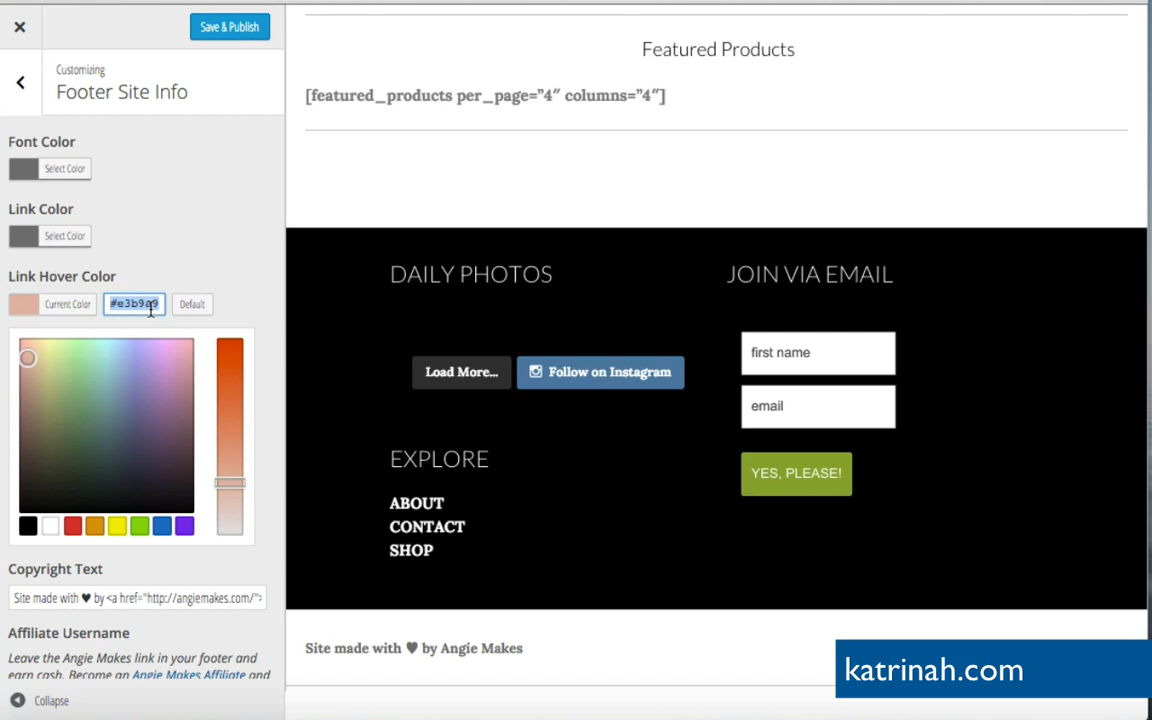 Save & Publish
Customizing
Footer Site Info
Font Color
Select Color
Link Color
Select Color
Link Hover Color
Current Color
#e3b9a9
Default
Copyright Text
Site made with ♥ by <a href="http://angiemakes.com/">
Affiliate Username
Leave the Angie Makes link in your footer and
earn cash. Become an Angie Makes Affiliate and
Collapse
Featured Products
[featured_products per_page=”4″ columns=”4″]
DAILY PHOTOS
Load More...
Follow on Instagram
EXPLORE
ABOUT
CONTACT
SHOP
JOIN VIA EMAIL
first name
email
YES, PLEASE!
Site made with ♥ by Angie Makes
katrinah.com